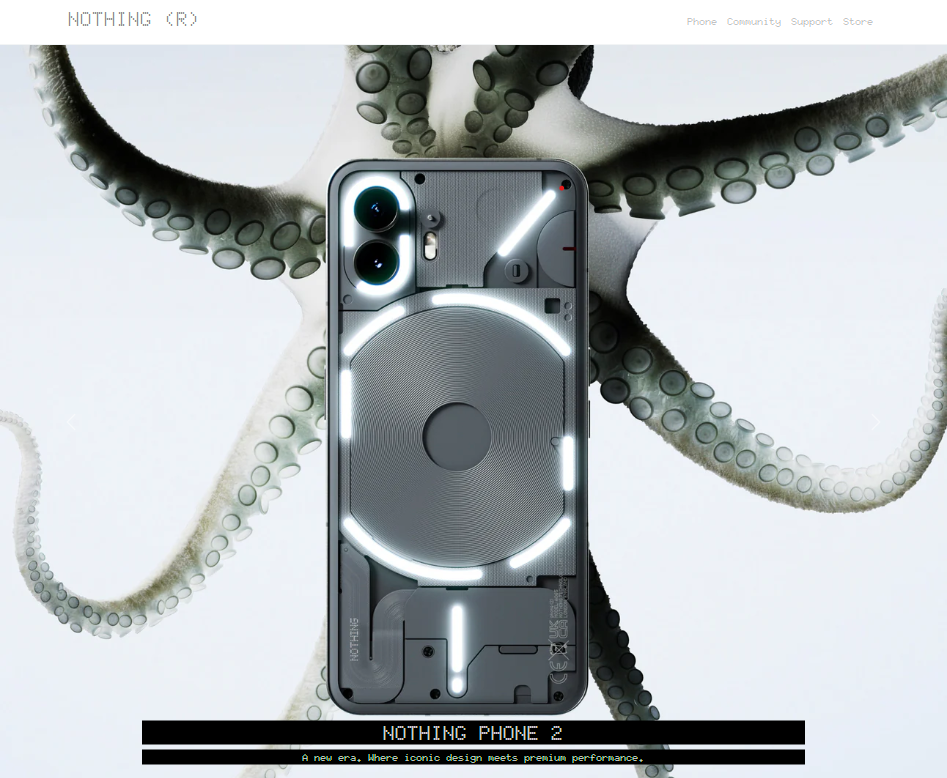 NOTHING (R)
Phone Community Support Store
NOTHING
NOTHING PHONE 2
A new era. Where iconic design meets premium performance.